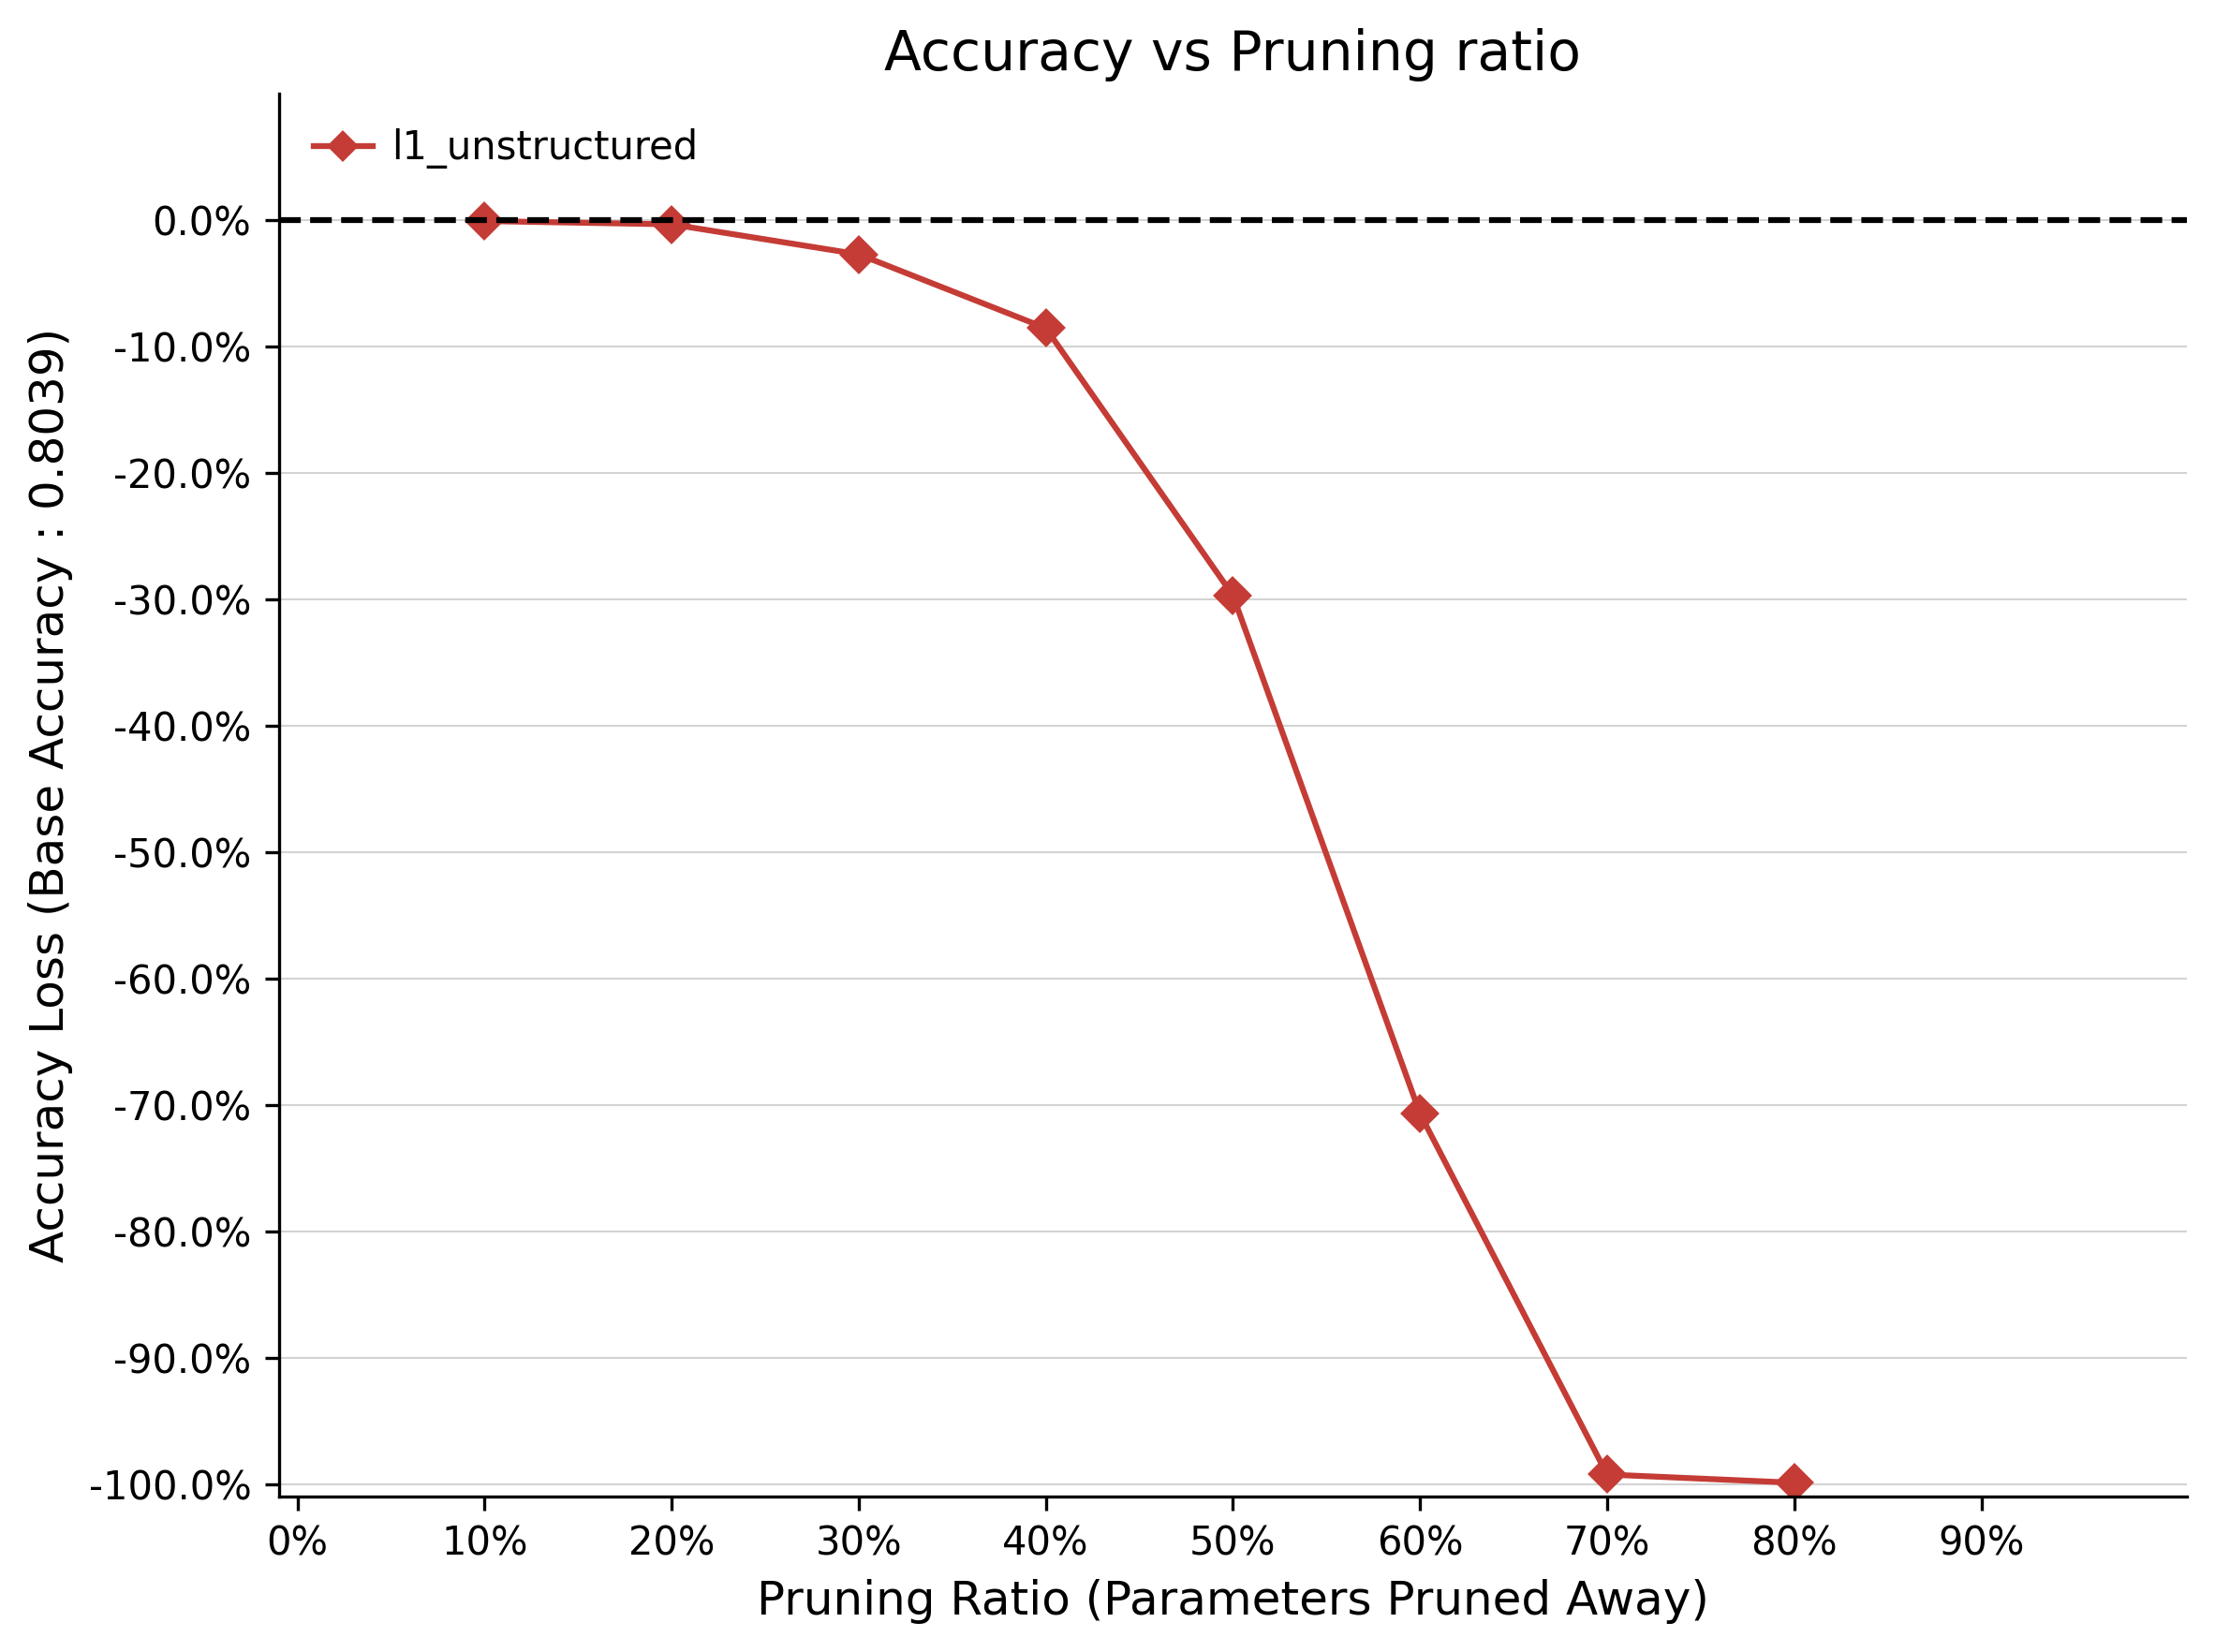 Accuracy vs Pruning ratio
l1_unstructured
0.0%
-10.0%
-20.0%
-30.0%
-40.0%
-50.0%
-60.0%
-70.0%
-80.0%
-90.0%
-100.0%
Accuracy Loss (Base Accuracy : 0.8039)
0% 10% 20% 30% 40% 50% 60% 70% 80% 90%
Pruning Ratio (Parameters Pruned Away)